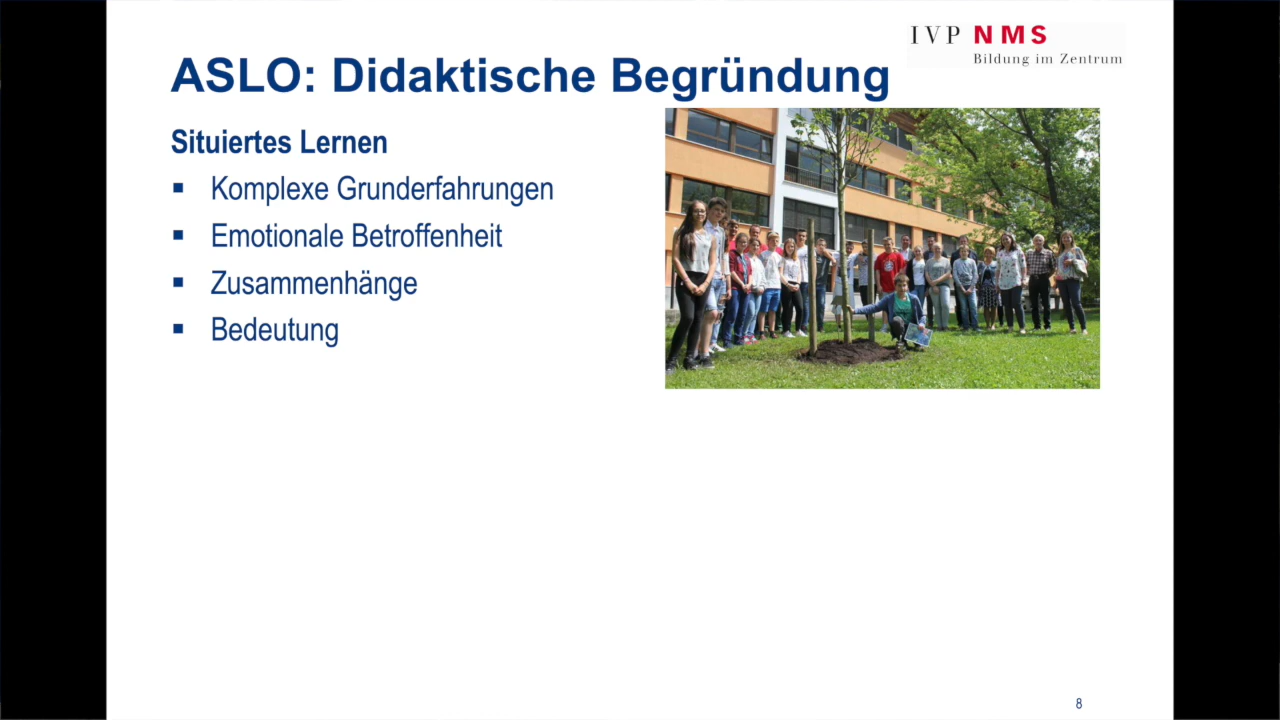 IVP NMS
Bildung im Zentrum
ASLO: Didaktische Begründung
Situiertes Lernen
▪ Komplexe Grunderfahrungen
▪ Emotionale Betroffenheit
▪ Zusammenhänge
▪ Bedeutung
8